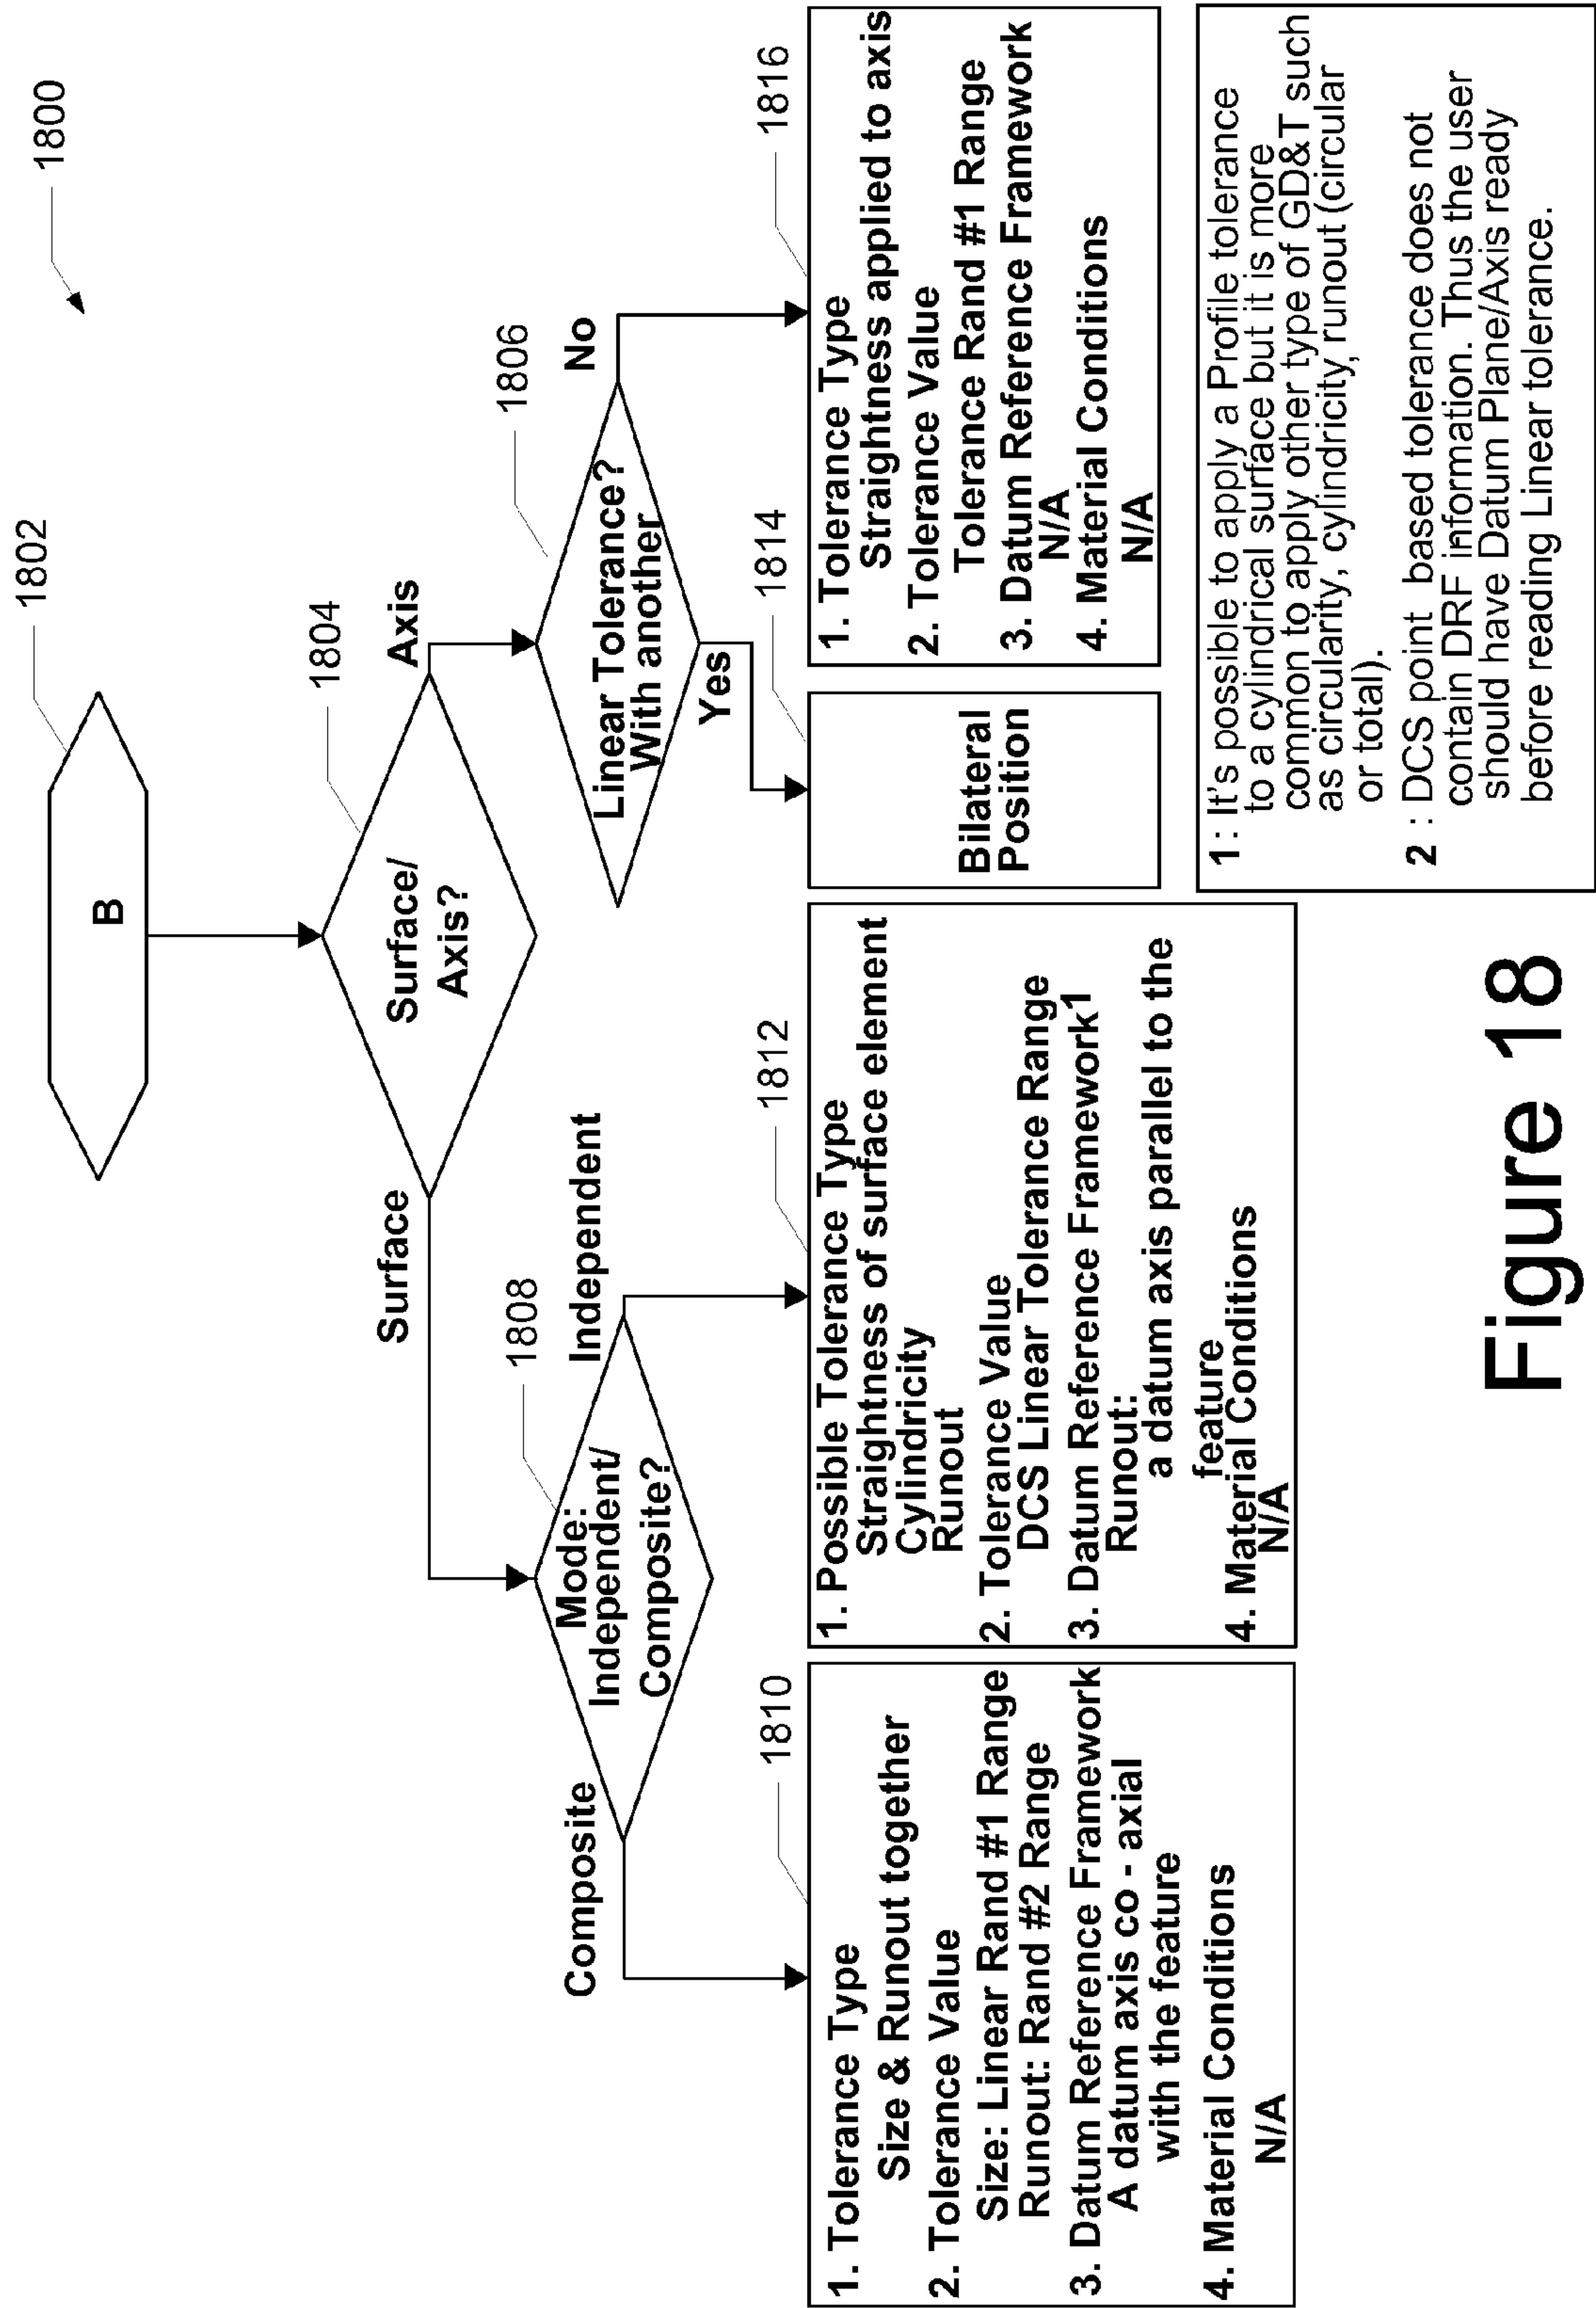 1800
1802
B
1804
Surface/
Axis?
Surface
Axis
1808
Mode:
Independent/
Composite?
Composite
Independent
1806
Linear Tolerance?
With another
No
Yes
1810
1. Tolerance Type
Size & Runout together
2. Tolerance Value
Size: Linear Rand #1 Range
Runout: Rand #2 Range
3. Datum Reference Framework
A datum axis co - axial
with the feature
4. Material Conditions
N/A
1812
1. Possible Tolerance Type
Straightness of surface element
Cylindricity
Runout
2. Tolerance Value
DCS Linear Tolerance Range
3. Datum Reference Framework1
Runout:
a datum axis parallel to the
feature
4. Material Conditions
N/A
1814
Bilateral
Position
1816
1. Tolerance Type
Straightness applied to axis
2. Tolerance Value
Tolerance Rand #1 Range
3. Datum Reference Framework
N/A
4. Material Conditions
N/A
1: It's possible to apply a Profile tolerance
to a cylindrical surface but it is more
common to apply other type of GD&T such
as circularity, cylindricity, runout (circular
or total).
2 : DCS point based tolerance does not
contain DRF information. Thus the user
should have Datum Plane/Axis ready
before reading Linear tolerance.
Figure 18